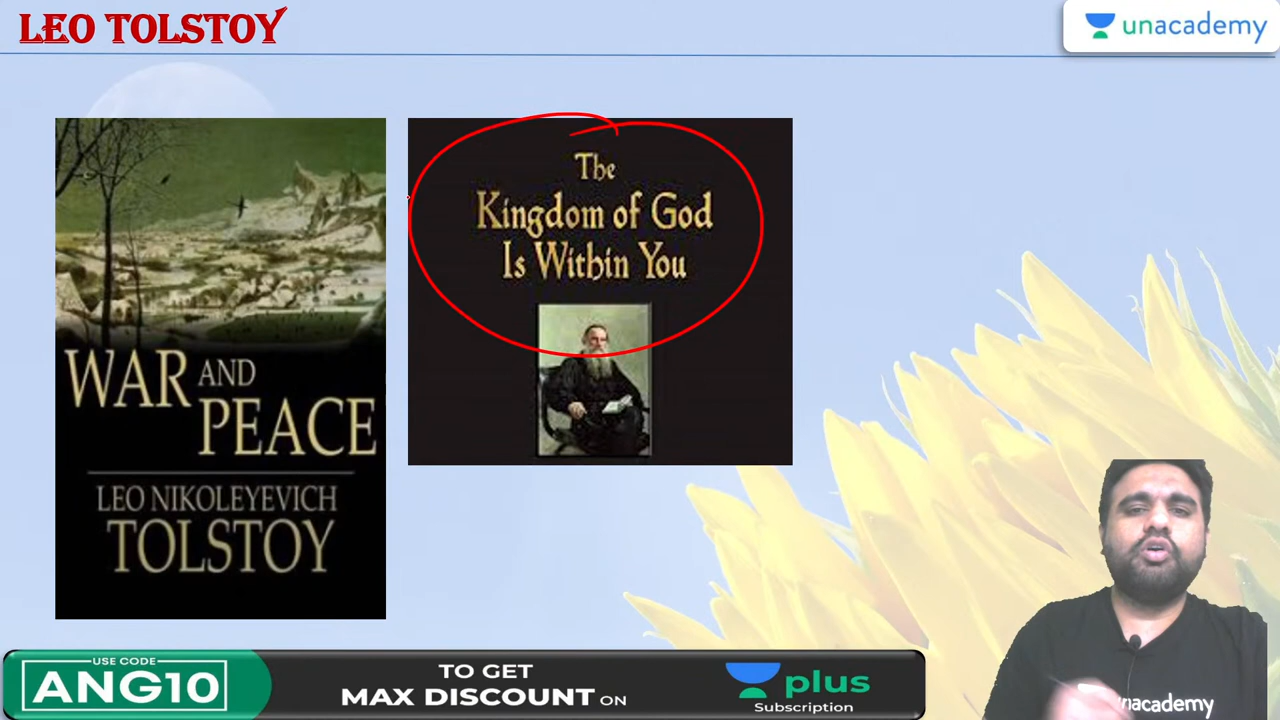 LEO TOLSTOY
unacademy
WAR AND
PEACE
LEO NIKOLEYEVICH
TOLSTOY
The
Kingdom of God
Is Within You
USE CODE
ANG10
TO GET
MAX DISCOUNT ON
plus
Subscription
unacademy